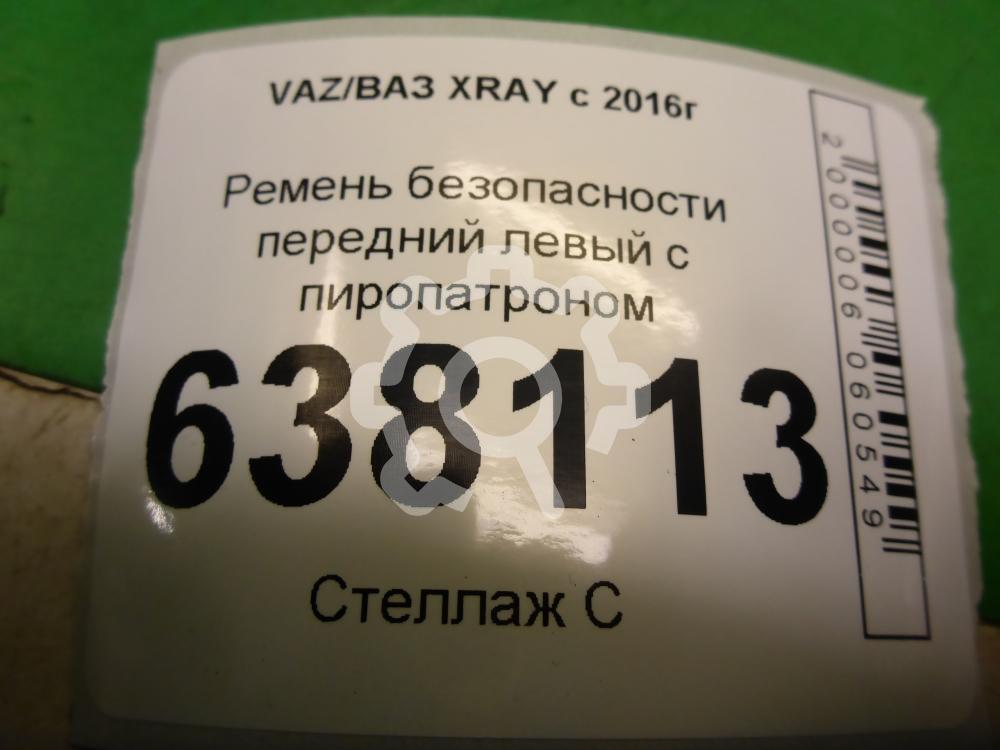 VAZ/ВАЗ XRAY с 2016г
Ремень безопасности
передний левый с
пиропатроном
638113
Стеллаж С
2000006060549